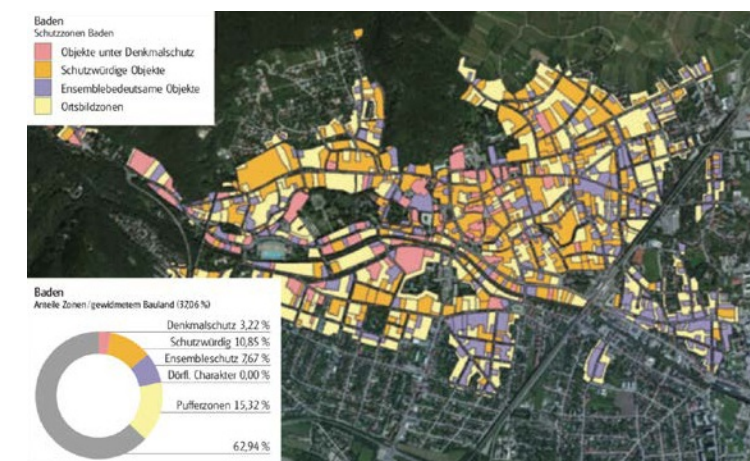 Baden
Schutzzonen Baden
Objekte unter Denkmalschutz
Schutzwürdige Objekte
Ensemblebedeutsame Objekte
Ortsbildzonen
Baden
Anteile Zonen/gewidmetem Bauland (37,06 %)
Denkmalschutz 3,22 %
Schutzwürdig 10,85 %
Ensembleschutz 7,67 %
Dörfl. Charakter 0,00 %
Pufferzonen 15,32 %
62,94 %